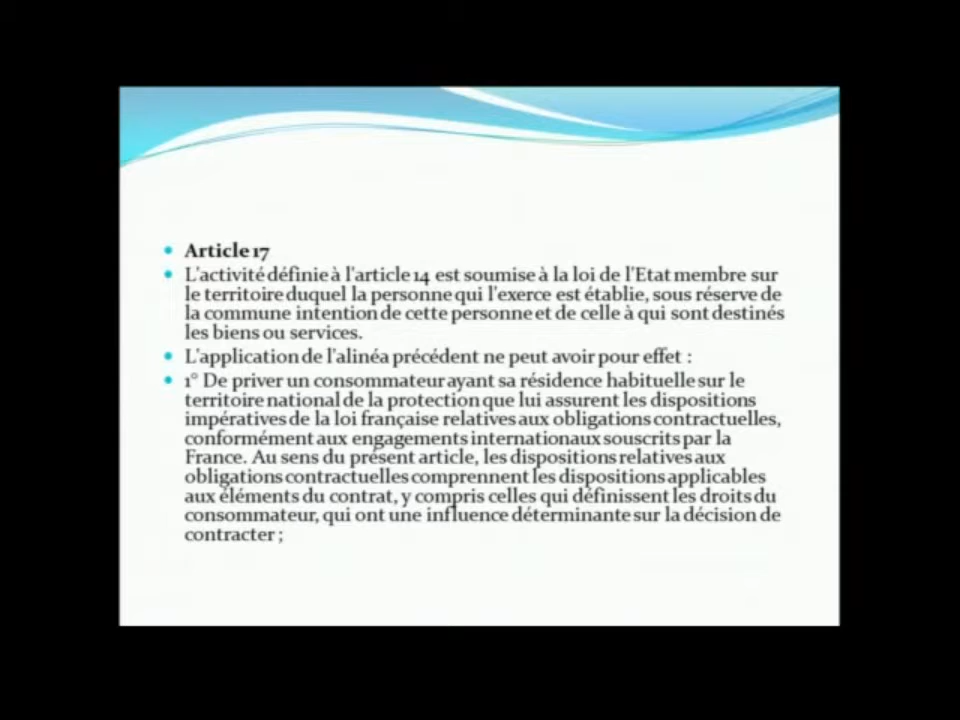 Article 17
L'activité définie à l'article 14 est soumise à la loi de l'Etat membre sur
le territoire duquel la personne qui l'exerce est établie, sous réserve de
la commune intention de cette personne et de celle à qui sont destinés
les biens ou services.
L'application de l'alinéa précédent ne peut avoir pour effet :
1° De priver un consommateur ayant sa résidence habituelle sur le
territoire national de la protection que lui assurent les dispositions
impératives de la loi française relatives aux obligations contractuelles,
conformément aux engagements internationaux souscrits par la
France. Au sens du présent article, les dispositions relatives aux
obligations contractuelles comprennent les dispositions applicables
aux éléments du contrat, y compris celles qui définissent les droits du
consommateur, qui ont une influence déterminante sur la décision de
contracter ;